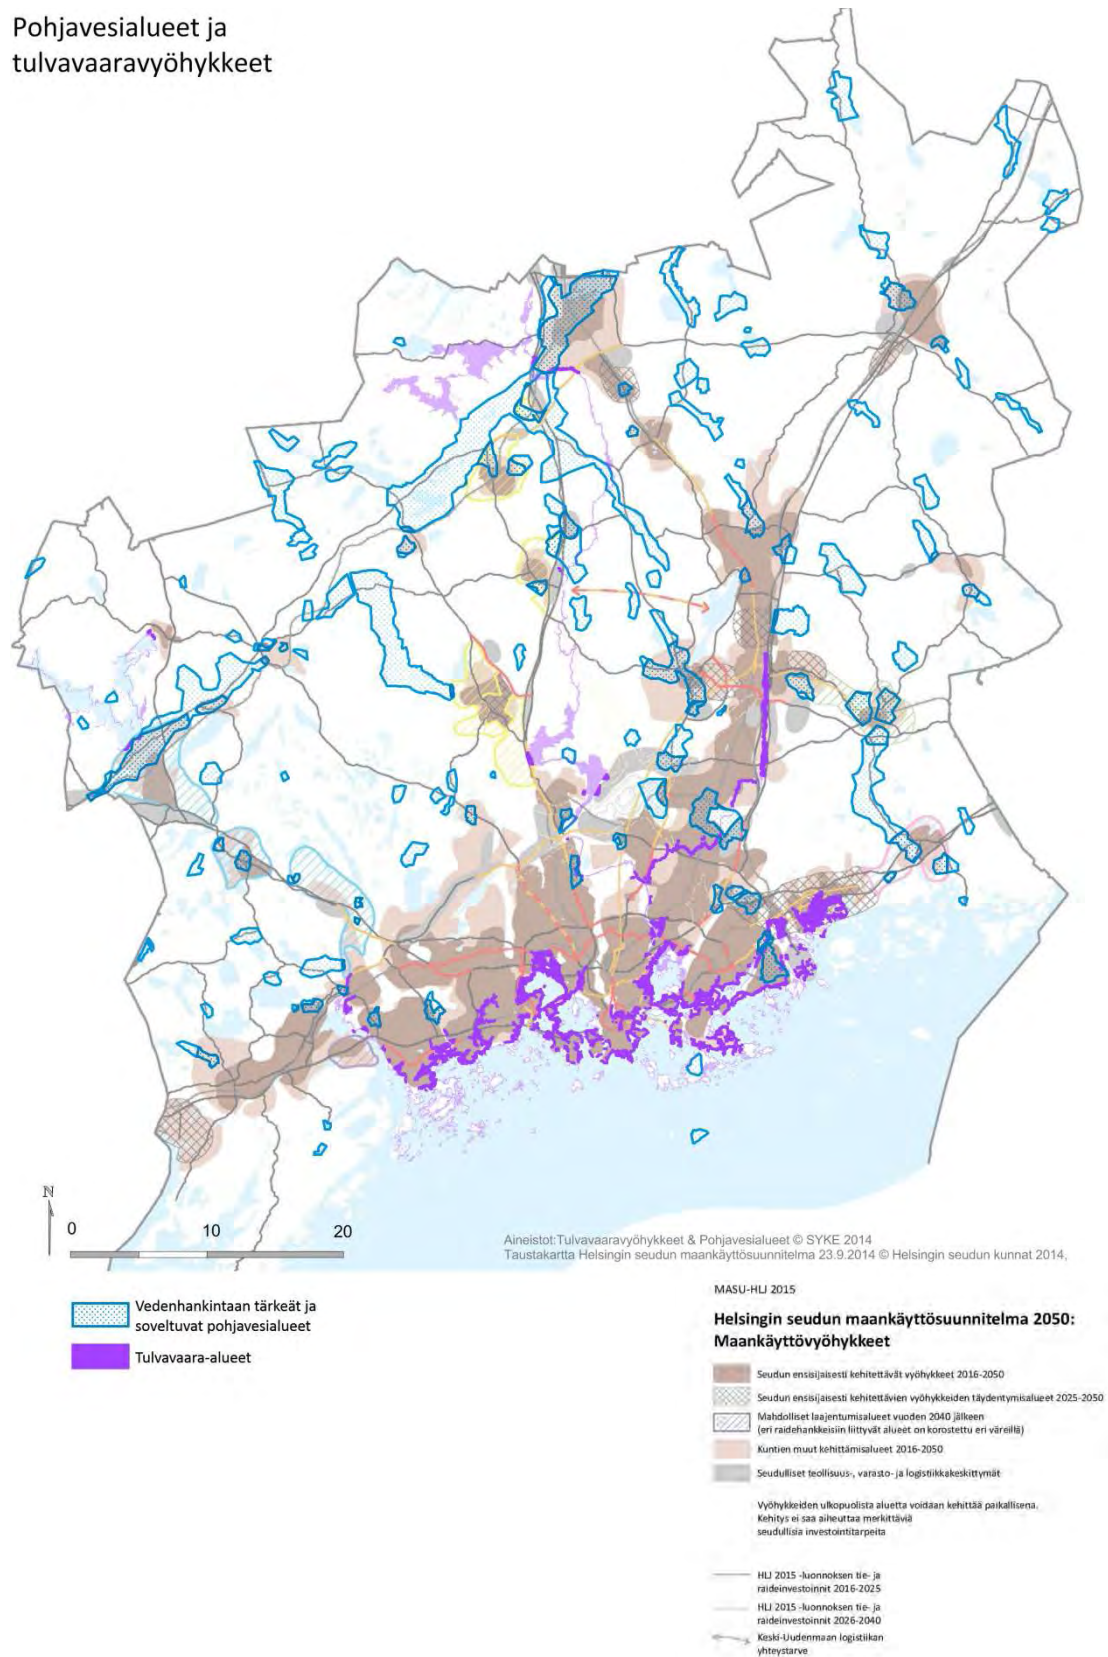 Pohjavesialueet ja
tulvavaaravyöhykkeet
N
0 10 20
Aineistot:Tulvavaaravyöhykkeet & Pohjavesialueet © SYKE 2014
Taustakartta Helsingin seudun maankäyttösuunnitelma 23.9.2014 © Helsingin seudun kunnat 2014,
Vedenhankintaan tärkeät ja
soveltuvat pohjavesialueet
Tulvavaara-alueet
MASU-HLJ 2015
Helsingin seudun maankäyttösuunnitelma 2050:
Maankäyttövyöhykkeet
Seudun ensisijaisesti kehitettävät vyöhykkeet 2016-2050
Seudun ensisijaisesti kehitettävien vyöhykkeiden täydentymisalueet 2025-2050
Mahdolliset laajentumisalueet vuoden 2040 jälkeen
(eri raidehankkeisiin liittyvät alueet on korostettu eri väreillä)
Kuntien muut kehittämisalueet 2016-2050
Seudulliset teollisuus-, varasto- ja logistiikkakeskittymät
Vyöhykkeiden ulkopuolista aluetta voidaan kehittää paikallisena.
Kehitys ei saa aiheuttaa merkittäviä
seudullisia investointitarpeita
HLJ 2015 -luonnoksen tie- ja
raideinvestoinnit 2016-2025
HLJ 2015 -luonnoksen tie- ja
raideinvestoinnit 2026-2040
Keski-Uudenmaan logistiikan
yhteystarve